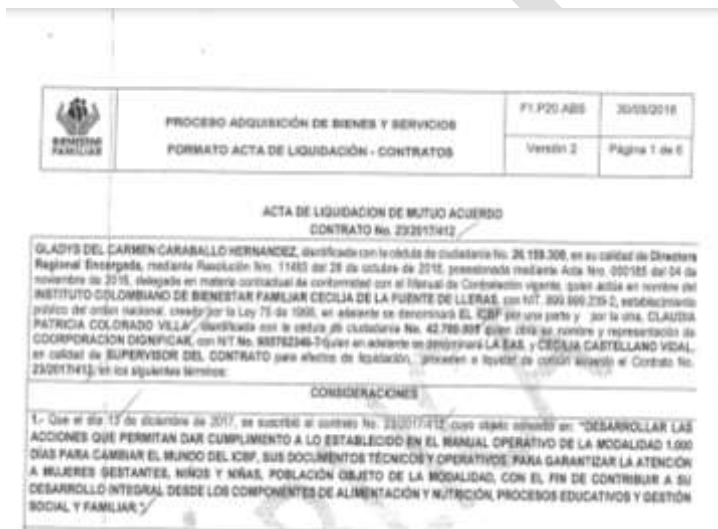 BIENESTAR
FAMILIAR
PROCESO ADQUISICIÓN DE BIENES Y SERVICIOS
FORMATO ACTA DE LIQUIDACIÓN - CONTRATOS
F1.P20.ABS
30/05/2018
Versión 2
Página 1 de 6
ACTA DE LIQUIDACION DE MUTUO ACUERDO
CONTRATO No. 23/2017/412
GLADYS DEL CARMEN CARABALLO HERNANDEZ, identificada con la cédula de ciudadanía No. en su calidad de Directora
Regional Encargada, mediante Resolución Nro. del 28 de octubre de posesionada mediante Acta Nro. del 04 de
noviembre de delegada en materia contractual de conformidad con el Manual de Contratación vigente, quien actúa en nombre del
INSTITUTO COLOMBIANO DE BIENESTAR FAMILIAR CECILIA DE LA FUENTE DE LLERAS, con NIT. establecimiento
público del orden nacional, creado por la Ley 75 de 1968, en adelante se denominará EL ICBF por una parte y por la otra, CLAUDIA
PATRICIA COLORADO VILLA, identificada con la cédula de ciudadanía No. quien obra en nombre y representación de
COORPORACION DIGNIFICAR, con NIT No. quien en adelante se denominara LA EAS, y CECILIA CASTELLANO VIDAL,
en calidad de SUPERVISOR DEL CONTRATO para efectos de liquidación, proceden a liquidar de común acuerdo el Contrato No.
23/2017/412, en los siguientes términos:
CONSIDERACIONES
1.- Que el día 13 de diciembre de 2017, se suscribió el contrato No. 23/2017/412 cuyo objeto consistió en: "DESARROLLAR LAS
ACCIONES QUE PERMITAN DAR CUMPLIMIENTO A LO ESTABLECIDO EN EL MANUAL OPERATIVO DE LA MODALIDAD 1.000
DÍAS PARA CAMBIAR EL MUNDO DEL ICBF, SUS DOCUMENTOS TÉCNICOS Y OPERATIVOS, PARA GARANTIZAR LA ATENCIÓN
A MUJERES GESTANTES, NIÑOS Y NIÑAS, POBLACIÓN OBJETO DE LA MODALIDAD, CON EL FIN DE CONTRIBUIR A SU
DESARROLLO INTEGRAL DESDE LOS COMPONENTES DE ALIMENTACIÓN Y NUTRICIÓN, PROCESOS EDUCATIVOS Y GESTIÓN
SOCIAL Y FAMILIAR."